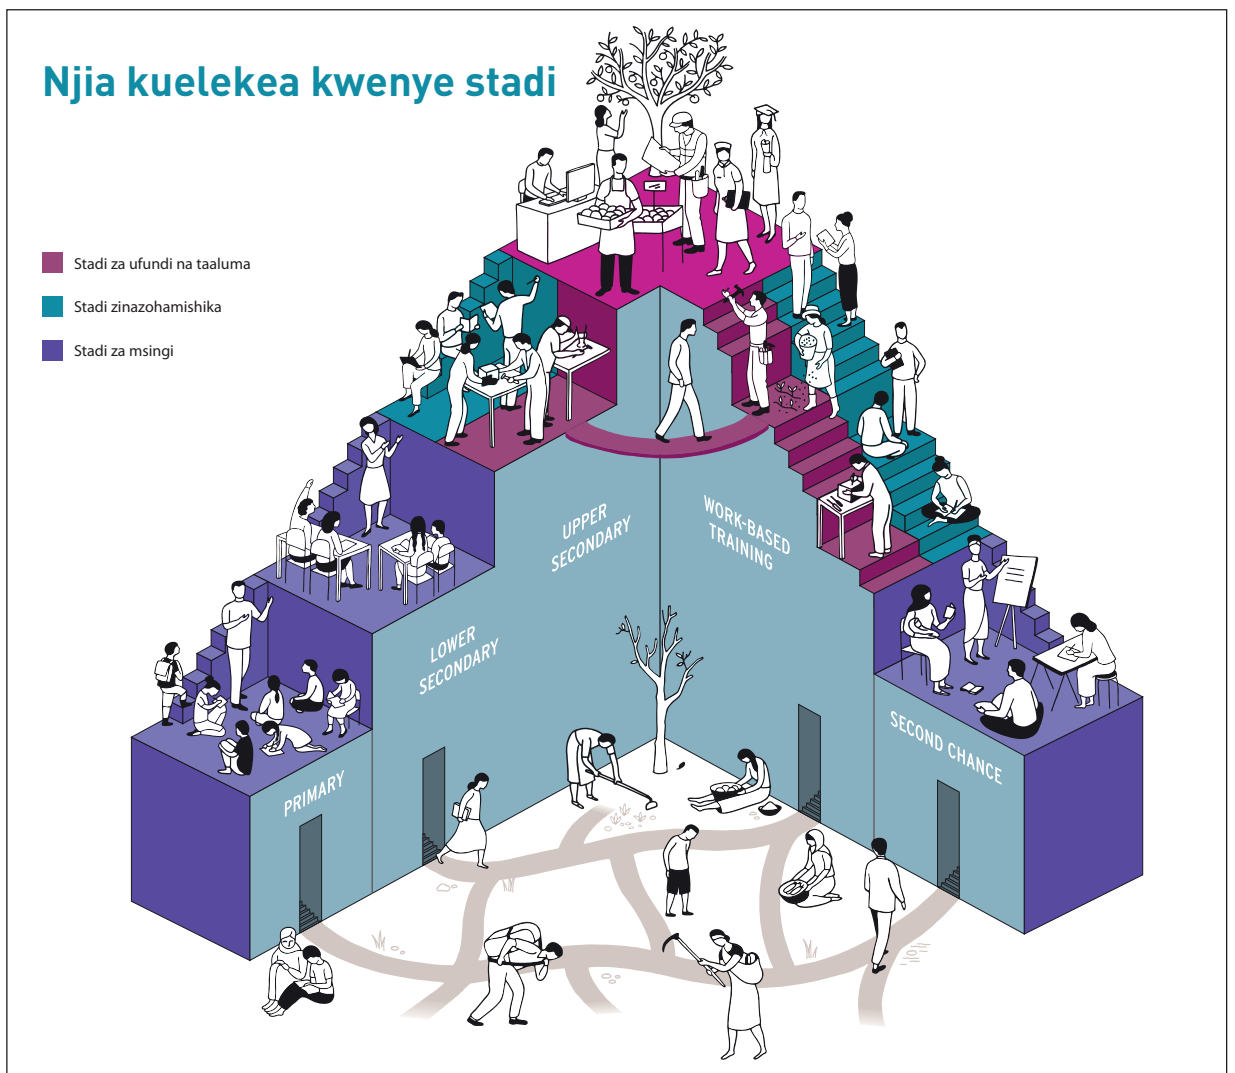 Njia kuelekea kwenye stadi
Stadi za ufundi na taaluma
Stadi zinazohamishika
Stadi za msingi
UPPER
SECONDARY
WORK-BASED
TRAINING
LOWER
SECONDARY
SECOND CHANCE
PRIMARY